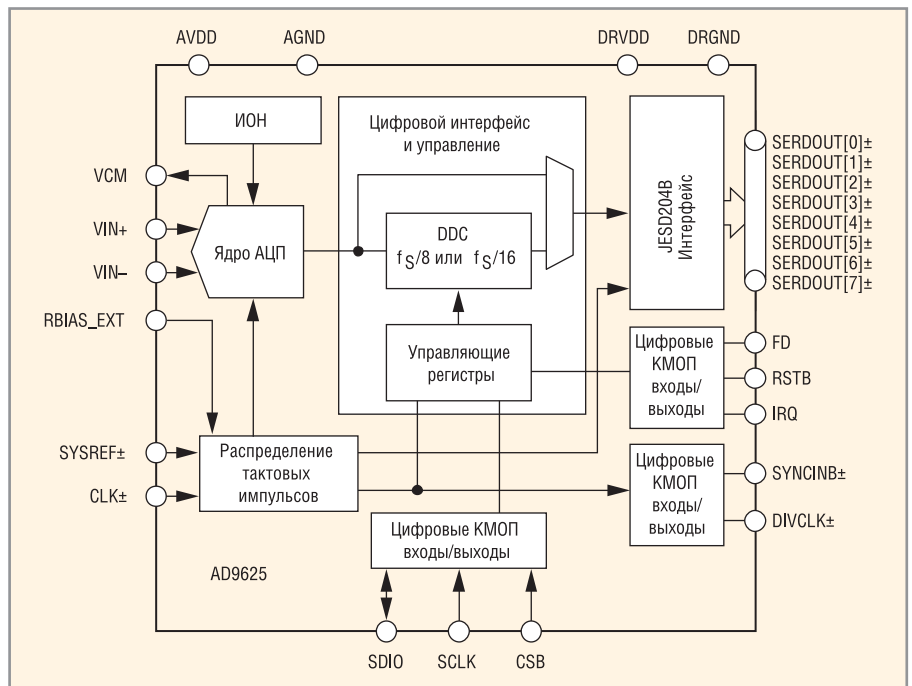 AVDD
AGND
DRVDD
DRGND
ИОН
Цифровой интерфейс
и управление
VCM
VIN+
VIN–
Ядро АЦП
DDC
fS/8 или fS/16
JESD204B
Интерфейс
SERDOUT[0]±
SERDOUT[1]±
SERDOUT[2]±
SERDOUT[3]±
SERDOUT[4]±
SERDOUT[5]±
SERDOUT[6]±
SERDOUT[7]±
RBIAS_EXT
Управляющие
регистры
Цифровые
КМОП
входы/
выходы
FD
RSTB
IRQ
SYSREF±
CLK±
Распределение
тактовых
импульсов
Цифровые
КМОП
входы/
выходы
SYNCINB±
DIVCLK±
Цифровые КМОП
входы/выходы
AD9625
SDIO
SCLK
CSB